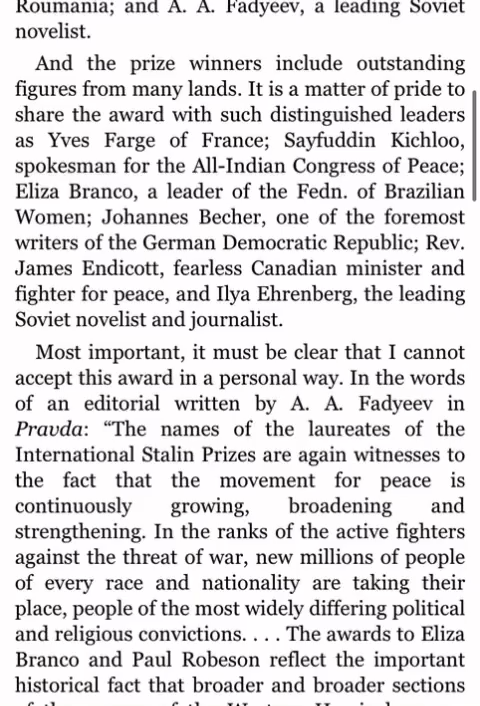 Roumania; and A. A. Fadyeev, a leading Soviet
novelist.
And the prize winners include outstanding
figures from many lands. It is a matter of pride to
share the award with such distinguished leaders
as Yves Farge of France; Sayfuddin Kichloo,
spokesman for the All-Indian Congress of Peace;
Eliza Branco, a leader of the Fedn. of Brazilian
Women; Johannes Becher, one of the foremost
writers of the German Democratic Republic; Rev.
James Endicott, fearless Canadian minister and
fighter for peace, and Ilya Ehrenberg, the leading
Soviet novelist and journalist.
Most important, it must be clear that I cannot
accept this award in a personal way. In the words
of an editorial written by A. A. Fadyeev in
Pravda: “The names of the laureates of the
International Stalin Prizes are again witnesses to
the fact that the movement for peace is
continuously growing, broadening and
strengthening. In the ranks of the active fighters
against the threat of war, new millions of people
of every race and nationality are taking their
place, people of the most widely differing political
and religious convictions. . . . The awards to Eliza
Branco and Paul Robeson reflect the important
historical fact that broader and broader sections